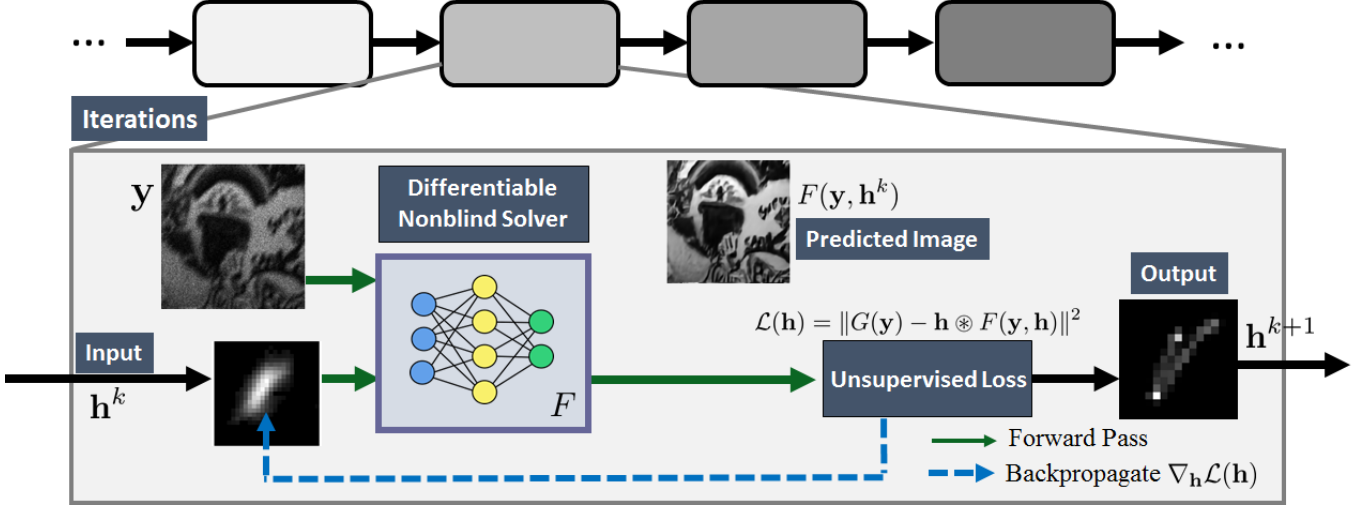 ... ...
Iterations
y
Differentiable
Nonblind Solver
F(y, h^k)
Predicted Image
Output
ℒ(h) = ‖G(y) − h ⊛ F(y, h)‖²
h^{k+1}
Input
Unsupervised Loss
h^k
F
Forward Pass
Backpropagate ∇_h ℒ(h)